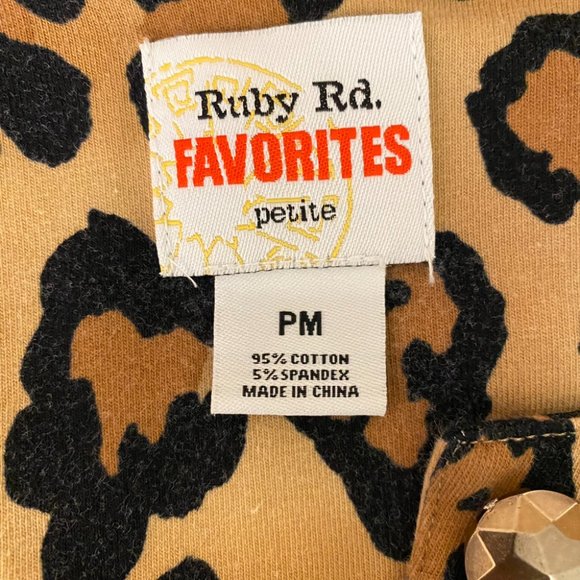 Ruby Rd.
FAVORITES
petite
PM
95% COTTON
5% SPANDEX
MADE IN CHINA